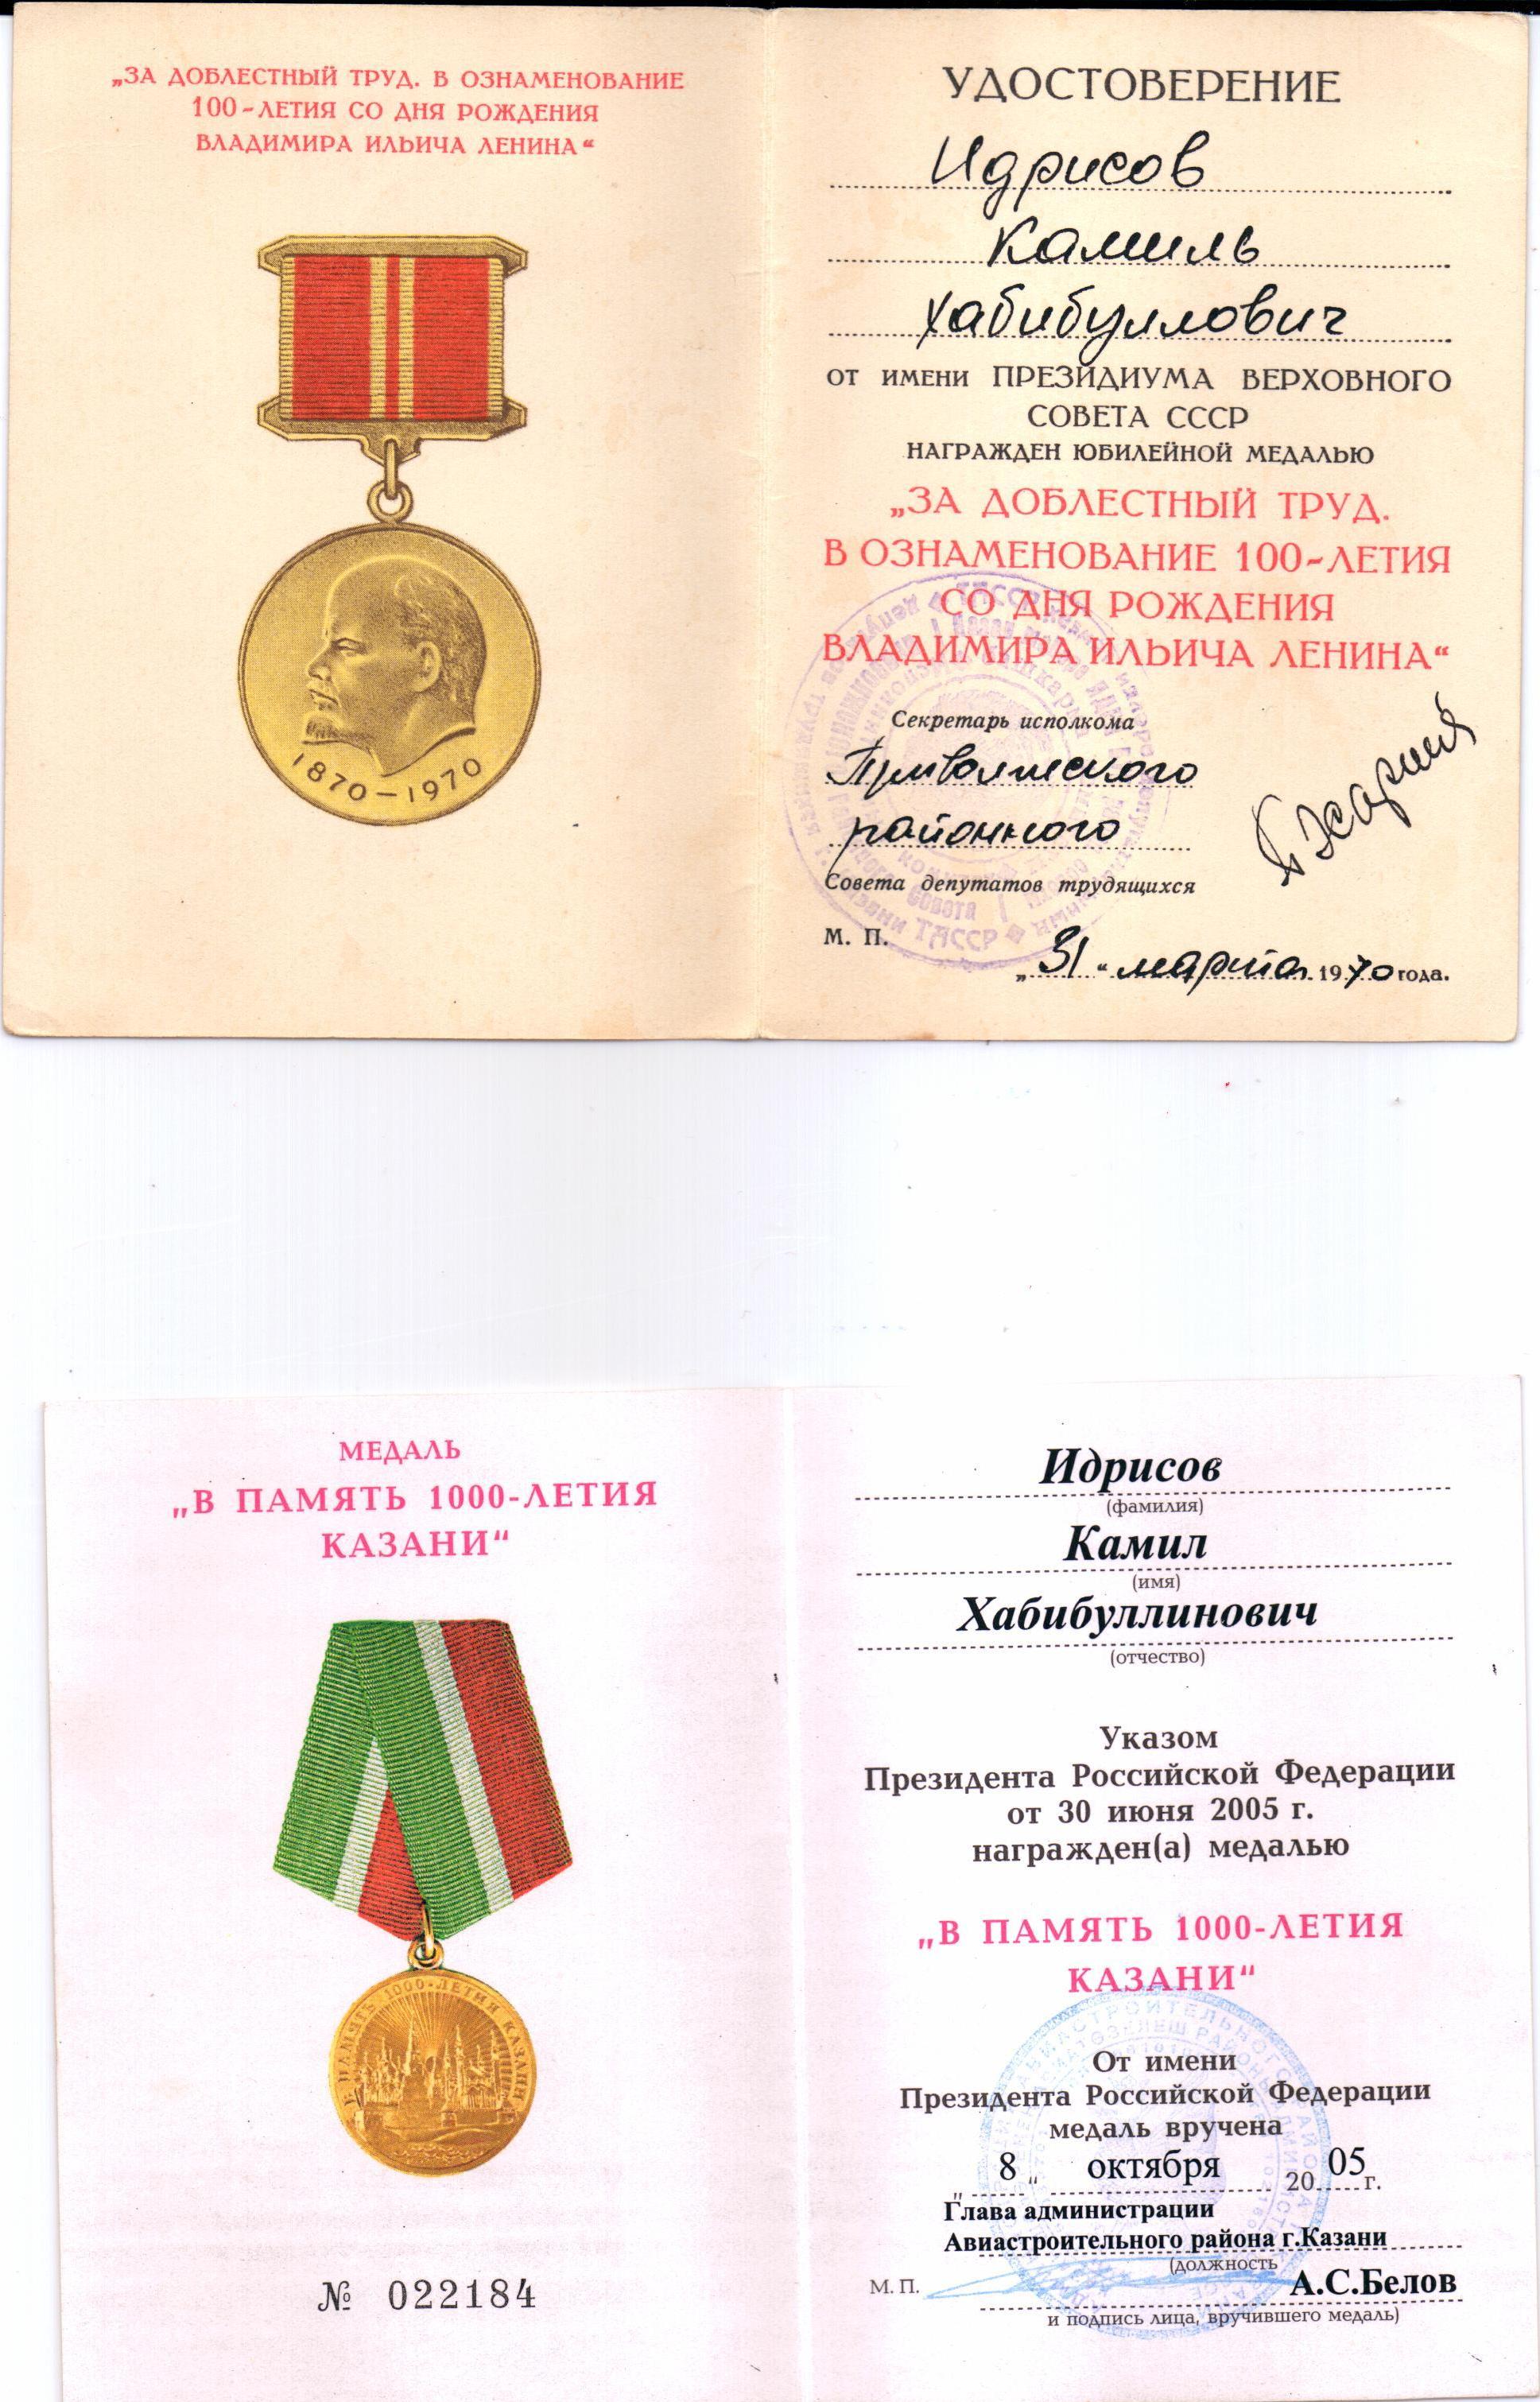 „ЗА ДОБЛЕСТНЫЙ ТРУД. В ОЗНАМЕНОВАНИЕ
100-ЛЕТИЯ СО ДНЯ РОЖДЕНИЯ
ВЛАДИМИРА ИЛЬИЧА ЛЕНИНА“
1870–1970
УДОСТОВЕРЕНИЕ
Идрисов
Камиль
Хабибуллович
ОТ ИМЕНИ ПРЕЗИДИУМА ВЕРХОВНОГО
СОВЕТА СССР
НАГРАЖДЕН ЮБИЛЕЙНОЙ МЕДАЛЬЮ
„ЗА ДОБЛЕСТНЫЙ ТРУД.
В ОЗНАМЕНОВАНИЕ 100-ЛЕТИЯ
СО ДНЯ РОЖДЕНИЯ
ВЛАДИМИРА ИЛЬИЧА ЛЕНИНА“
Секретарь исполкома
Приволжского
районного
Совета депутатов трудящихся
М. П.
„31“ марта 1970 года.
МЕДАЛЬ
„В ПАМЯТЬ 1000-ЛЕТИЯ
КАЗАНИ“
В ПАМЯТЬ 1000-ЛЕТИЯ КАЗАНИ
№ 022184
Идрисов
(фамилия)
Камил
(имя)
Хабибуллинович
(отчество)
Указом
Президента Российской Федерации
от 30 июня 2005 г.
награжден(а) медалью
„В ПАМЯТЬ 1000-ЛЕТИЯ
КАЗАНИ“
От имени
Президента Российской Федерации
медаль вручена
„8“ октября 2005 г.
Глава администрации
Авиастроительного района г.Казани
(должность
М. П.
А.С.Белов
и подпись лица, вручившего медаль)